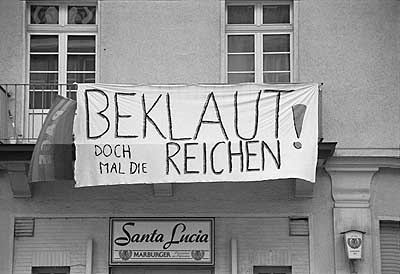 BEKLAUT!
DOCH
MAL DIE REICHEN
Santa Lucia
MARBURGER